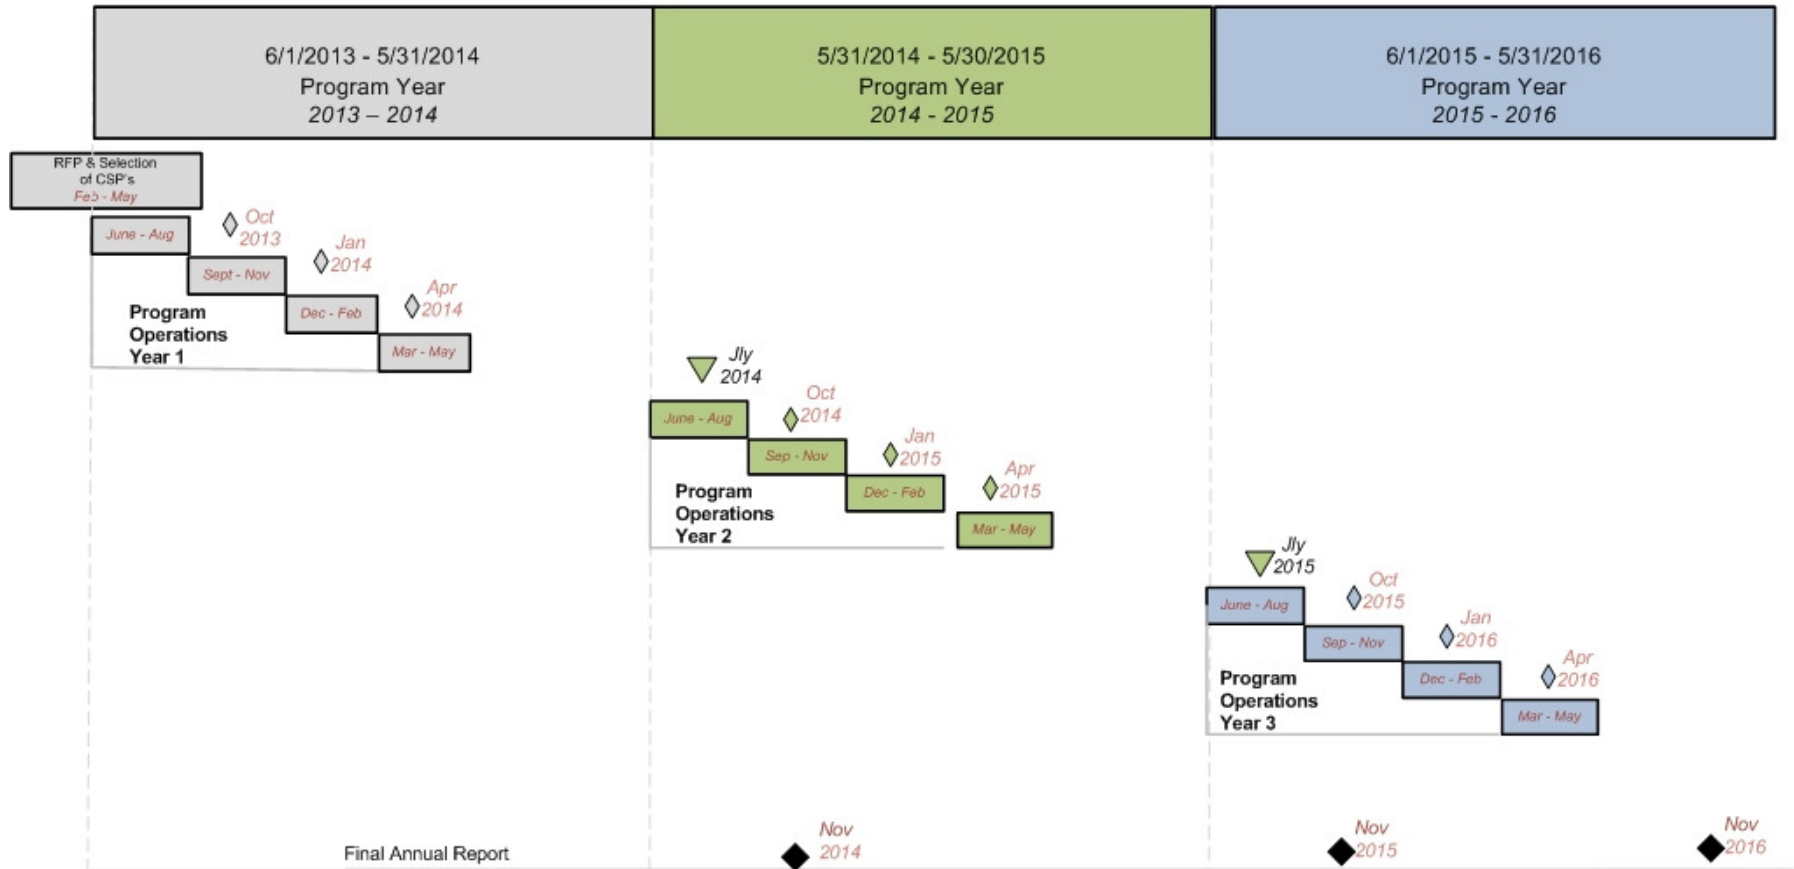 6/1/2013 - 5/31/2014
Program Year
2013 – 2014
5/31/2014 - 5/30/2015
Program Year
2014 - 2015
6/1/2015 - 5/31/2016
Program Year
2015 - 2016
RFP & Selection
of CSP's
Feb - May
June - Aug
Oct
2013
Sept - Nov
Jan
2014
Dec - Feb
Apr
2014
Mar - May
Program
Operations
Year 1
Jly
2014
June - Aug
Oct
2014
Sep - Nov
Jan
2015
Dec - Feb
Apr
2015
Mar - May
Program
Operations
Year 2
Jly
2015
June - Aug
Oct
2015
Sep - Nov
Jan
2016
Dec - Feb
Apr
2016
Mar - May
Program
Operations
Year 3
Final Annual Report
Nov
2014
Nov
2015
Nov
2016